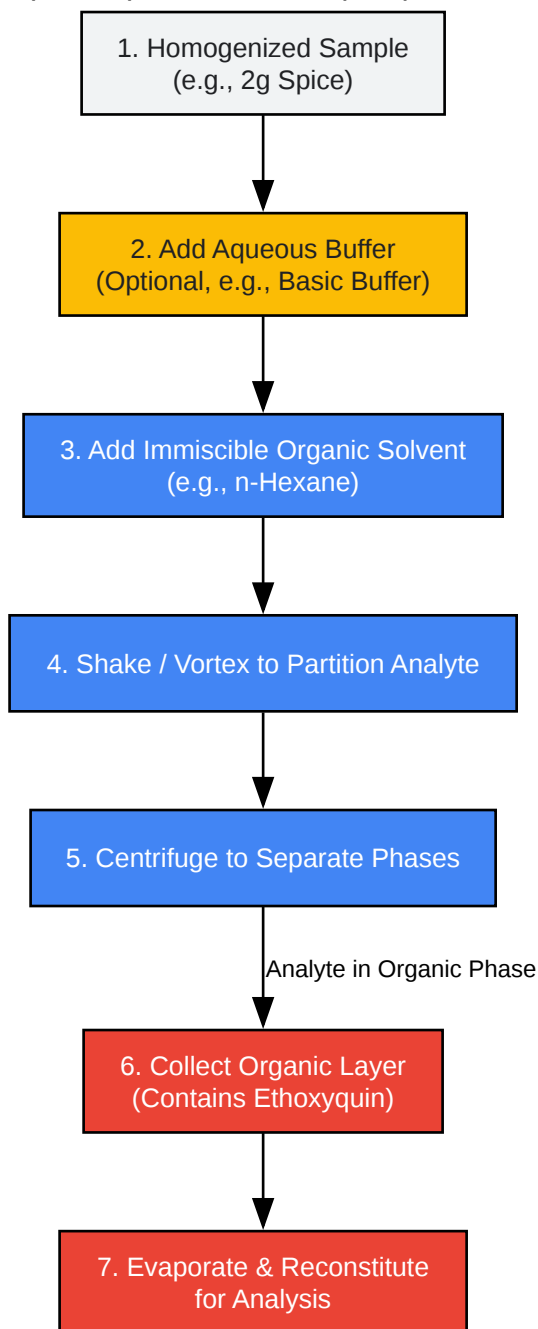 1. Homogenized Sample
(e.g., 2g Spice)
2. Add Aqueous Buffer
(Optional, e.g., Basic Buffer)
3. Add Immiscible Organic Solvent
(e.g., n-Hexane)
4. Shake / Vortex to Partition Analyte
5. Centrifuge to Separate Phases
Analyte in Organic Phase
6. Collect Organic Layer
(Contains Ethoxyquin)
7. Evaporate & Reconstitute
for Analysis